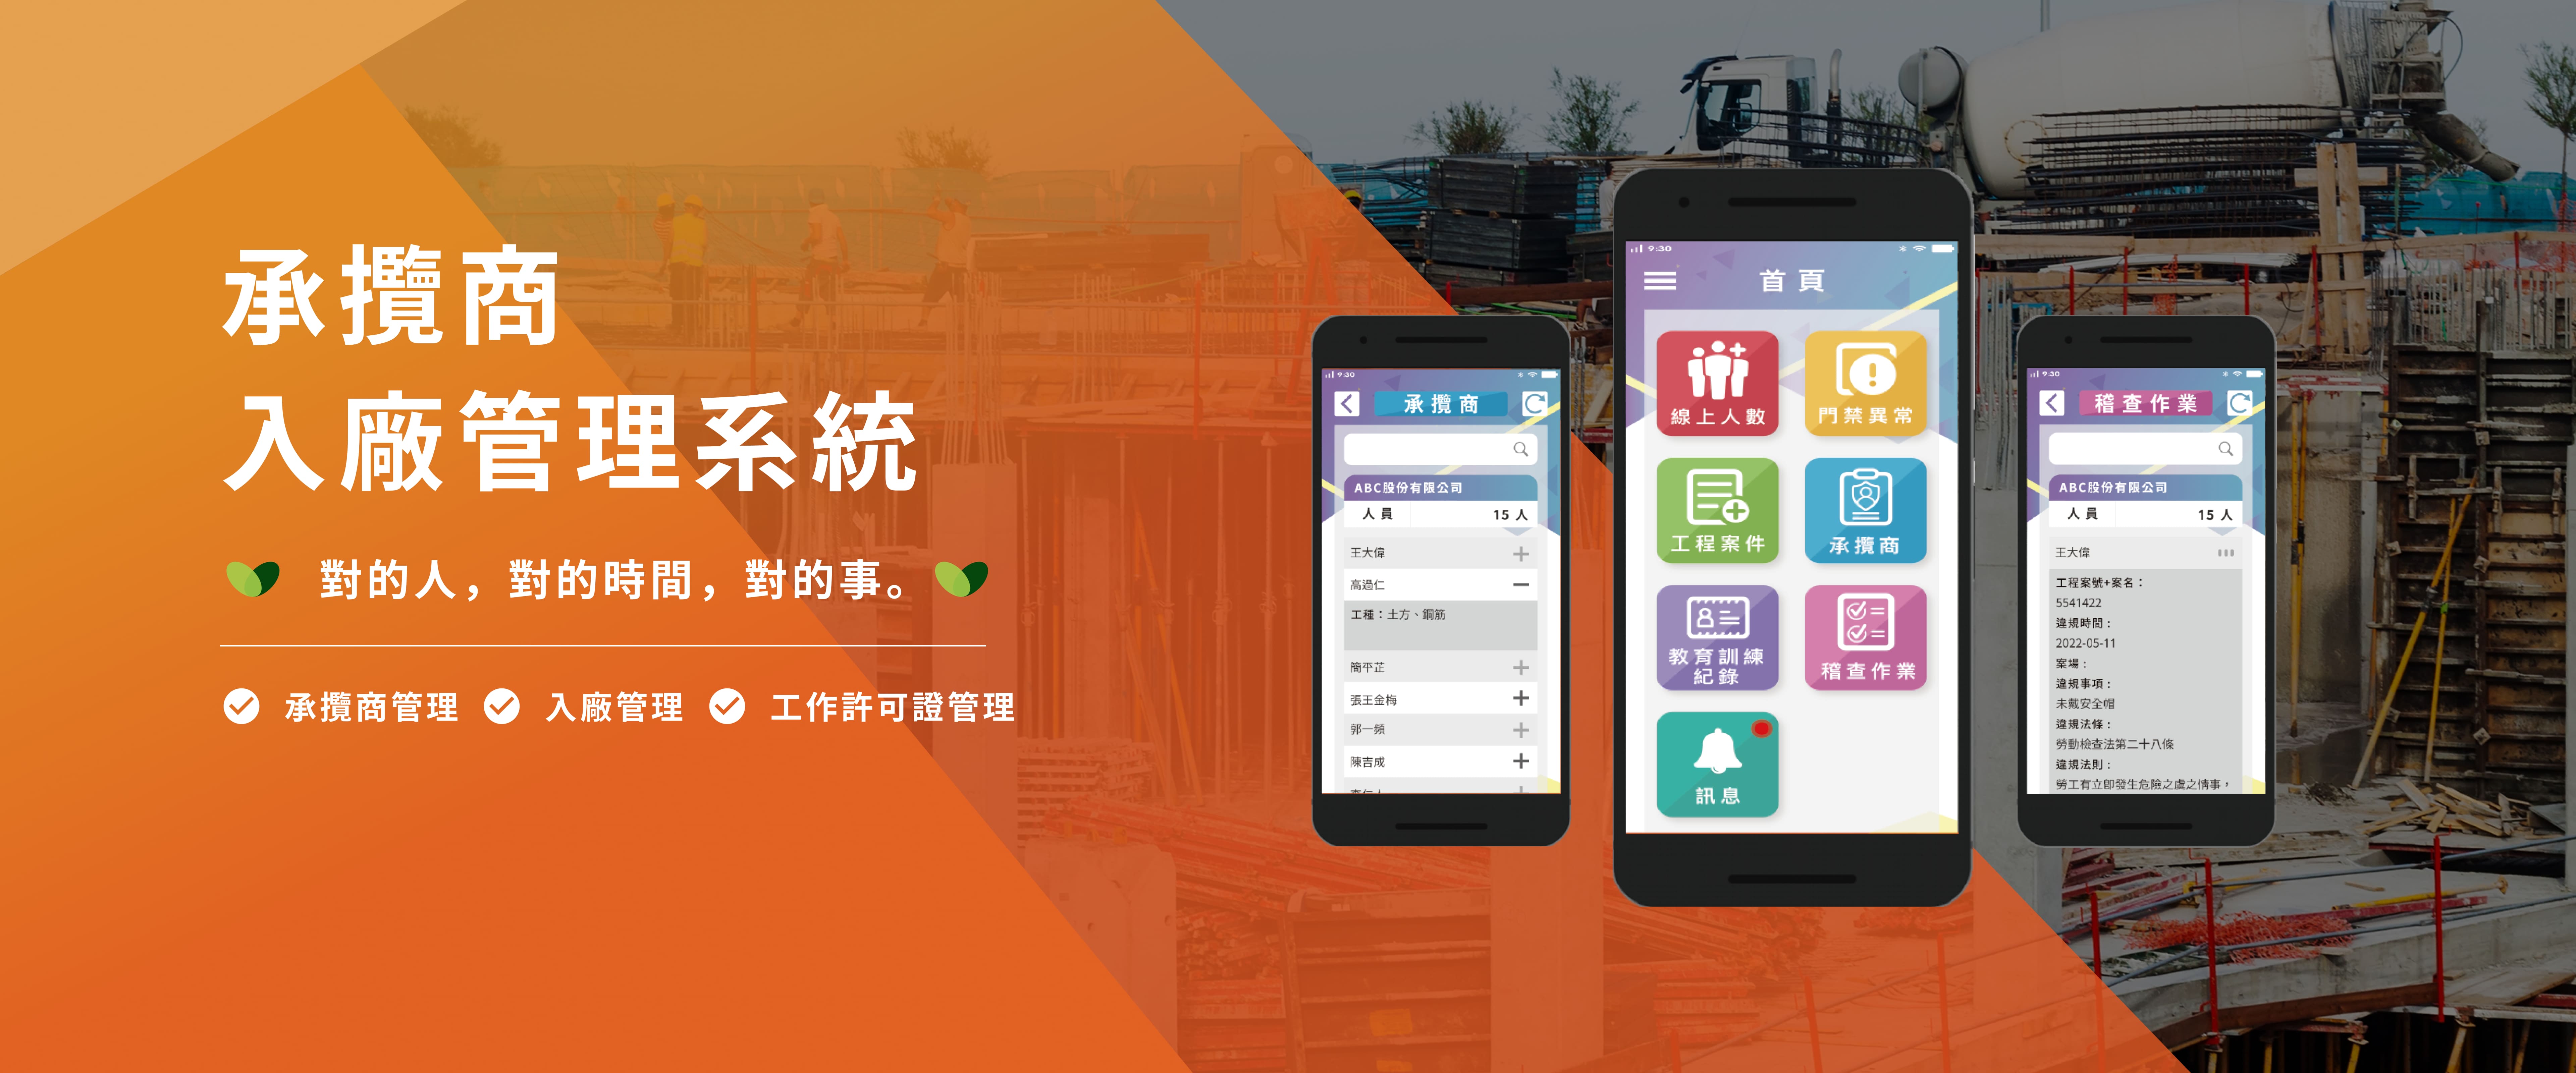 承攬商
入廠管理系統
對的人，對的時間，對的事。
承攬商管理 入廠管理 工作許可證管理
9:30
承攬商
ABC股份有限公司
人員 15 人
王大偉
高過仁
工種：土方、鋼筋
簡平芷
張王金梅
郭一頻
陳吉成
9:30
首頁
線上人數 門禁異常
工程案件 承攬商
教育訓練
紀錄
稽查作業
訊息
9:30
稽查作業
ABC股份有限公司
人員 15 人
王大偉
工程案號+案名：
5541422
違規時間：
2022-05-11
案場：
違規事項：
未戴安全帽
違規法條：
勞動檢查法第二十八條
違規法則：
勞工有立即發生危險之虞之情事，